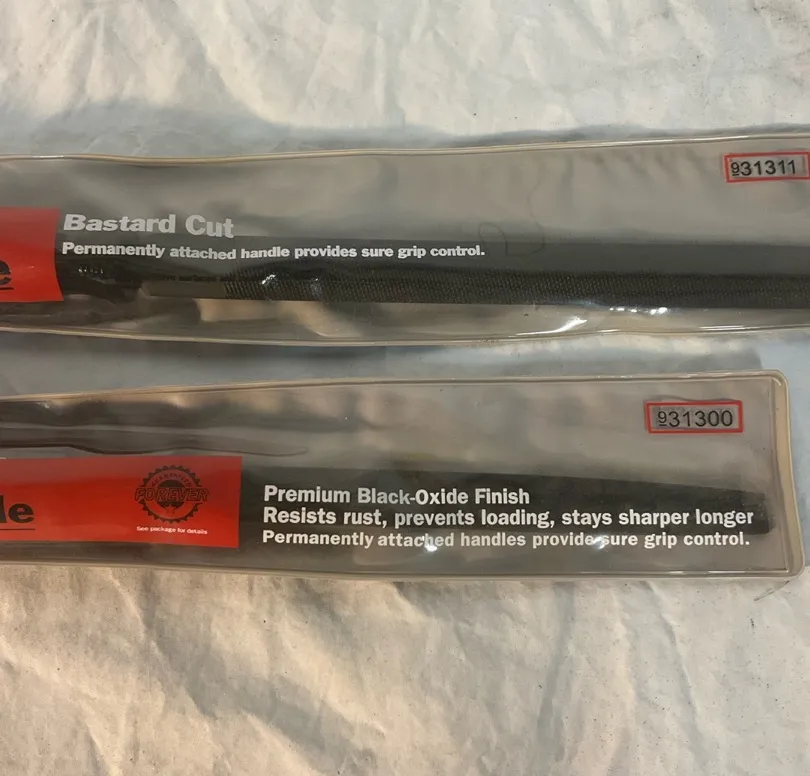 931311
Bastard Cut
Permanently attached handle provides sure grip control.
e
931300
le
FOREVER
See package for details
Premium Black-Oxide Finish
Resists rust, prevents loading, stays sharper longer
Permanently attached handles provide sure grip control.